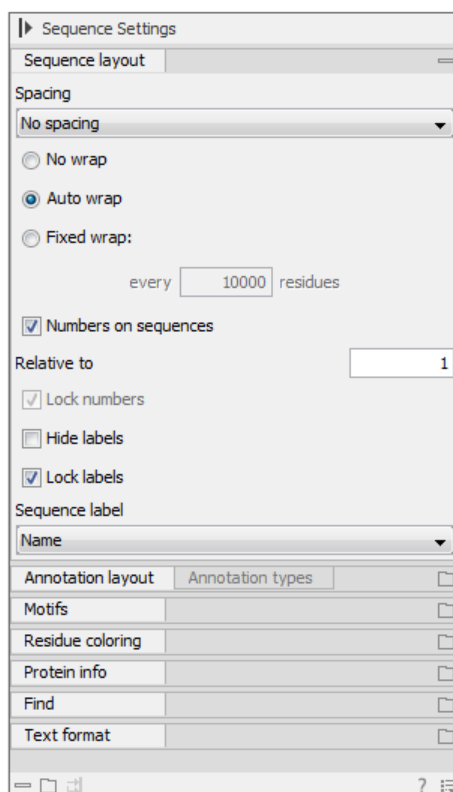 Sequence Settings
Sequence layout
Spacing
No spacing
No wrap
Auto wrap
Fixed wrap:
every 10000 residues
Numbers on sequences
Relative to 1
Lock numbers
Hide labels
Lock labels
Sequence label
Name
Annotation layout Annotation types
Motifs
Residue coloring
Protein info
Find
Text format
?